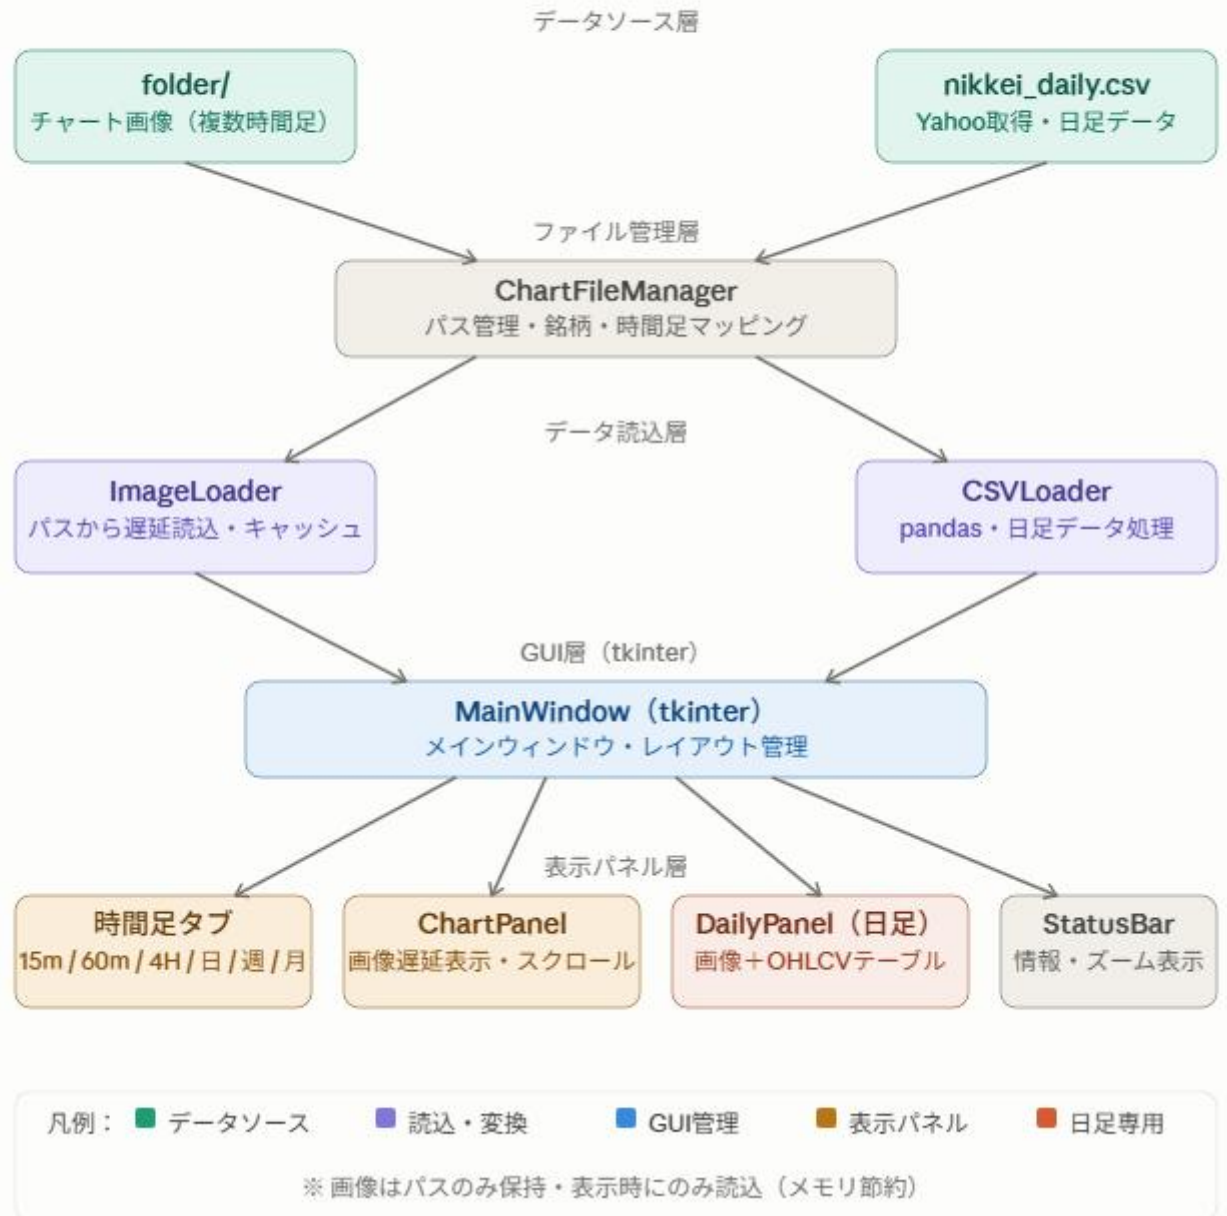 データソース層
folder/
チャート画像（複数時間足）
nikkei_daily.csv
Yahoo取得・日足データ
ファイル管理層
ChartFileManager
パス管理・銘柄・時間足マッピング
データ読込層
ImageLoader
パスから遅延読込・キャッシュ
CSVLoader
pandas・日足データ処理
GUI層（tkinter）
MainWindow（tkinter）
メインウィンドウ・レイアウト管理
表示パネル層
時間足タブ
15m / 60m / 4H / 日 / 週 / 月
ChartPanel
画像遅延表示・スクロール
DailyPanel（日足）
画像＋OHLCVテーブル
StatusBar
情報・ズーム表示
凡例： データソース 読込・変換 GUI管理 表示パネル 日足専用
※ 画像はパスのみ保持・表示時にのみ読込（メモリ節約）